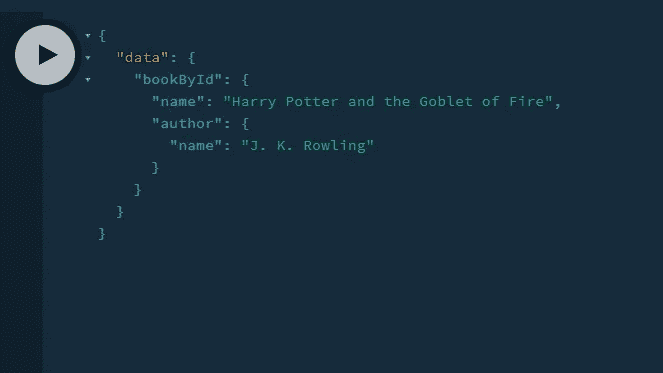 {
"data": {
"bookById": {
"name": "Harry Potter and the Goblet of Fire",
"author": {
"name": "J. K. Rowling"
}
}
}
}